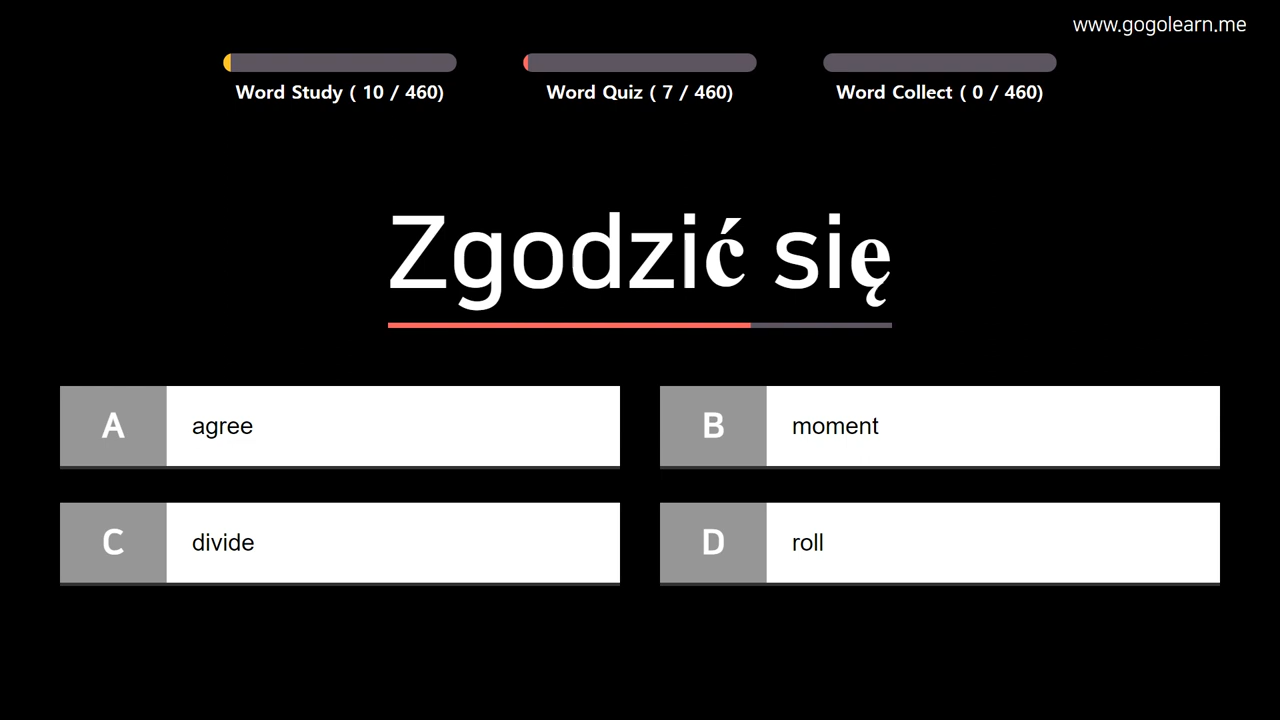 www.gogolearn.me
Word Study ( 10 / 460)
Word Quiz ( 7 / 460)
Word Collect ( 0 / 460)
Zgodzić się
A agree
B moment
C divide
D roll